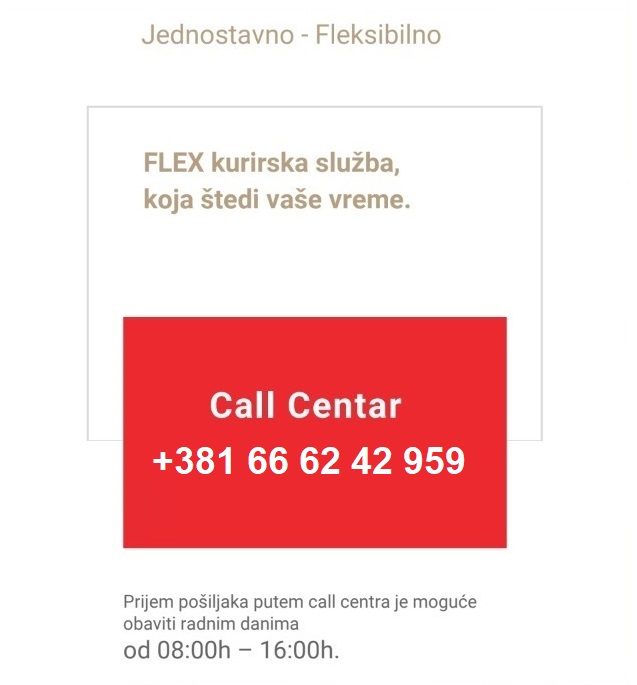 Jednostavno - Fleksibilno
FLEX kurirska služba,
koja štedi vaše vreme.
Call Centar
+381 66 62 42 959
Prijem pošiljaka putem call centra je moguće
obaviti radnim danima
od 08:00h – 16:00h.